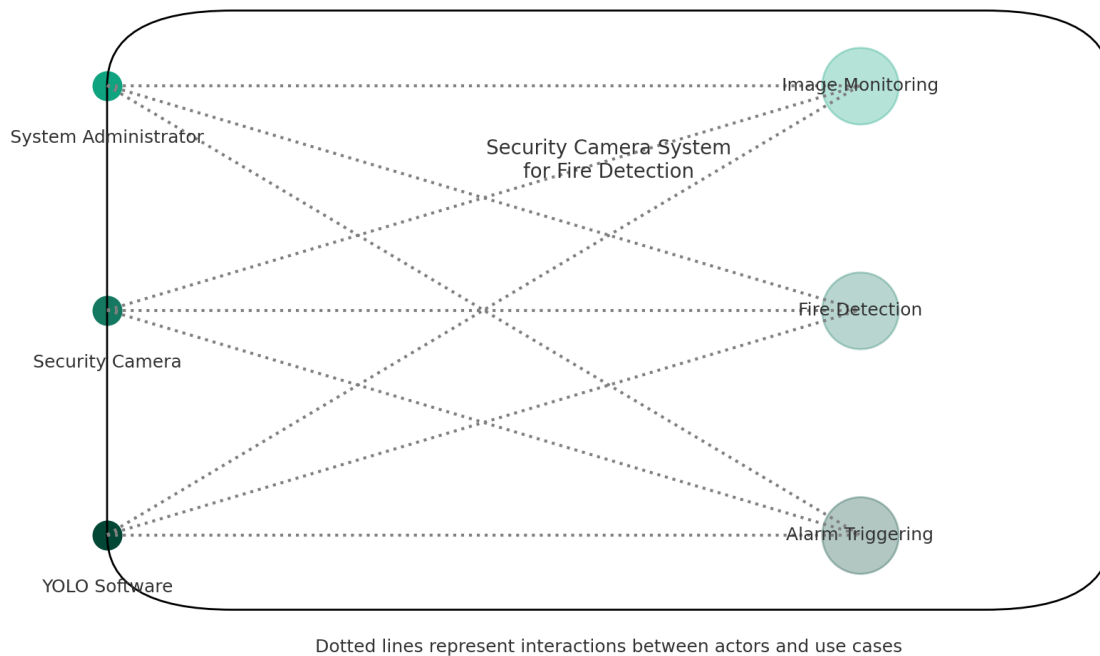 Image Monitoring
System Administrator
Security Camera System
for Fire Detection
Fire Detection
Security Camera
Alarm Triggering
YOLO Software
Dotted lines represent interactions between actors and use cases